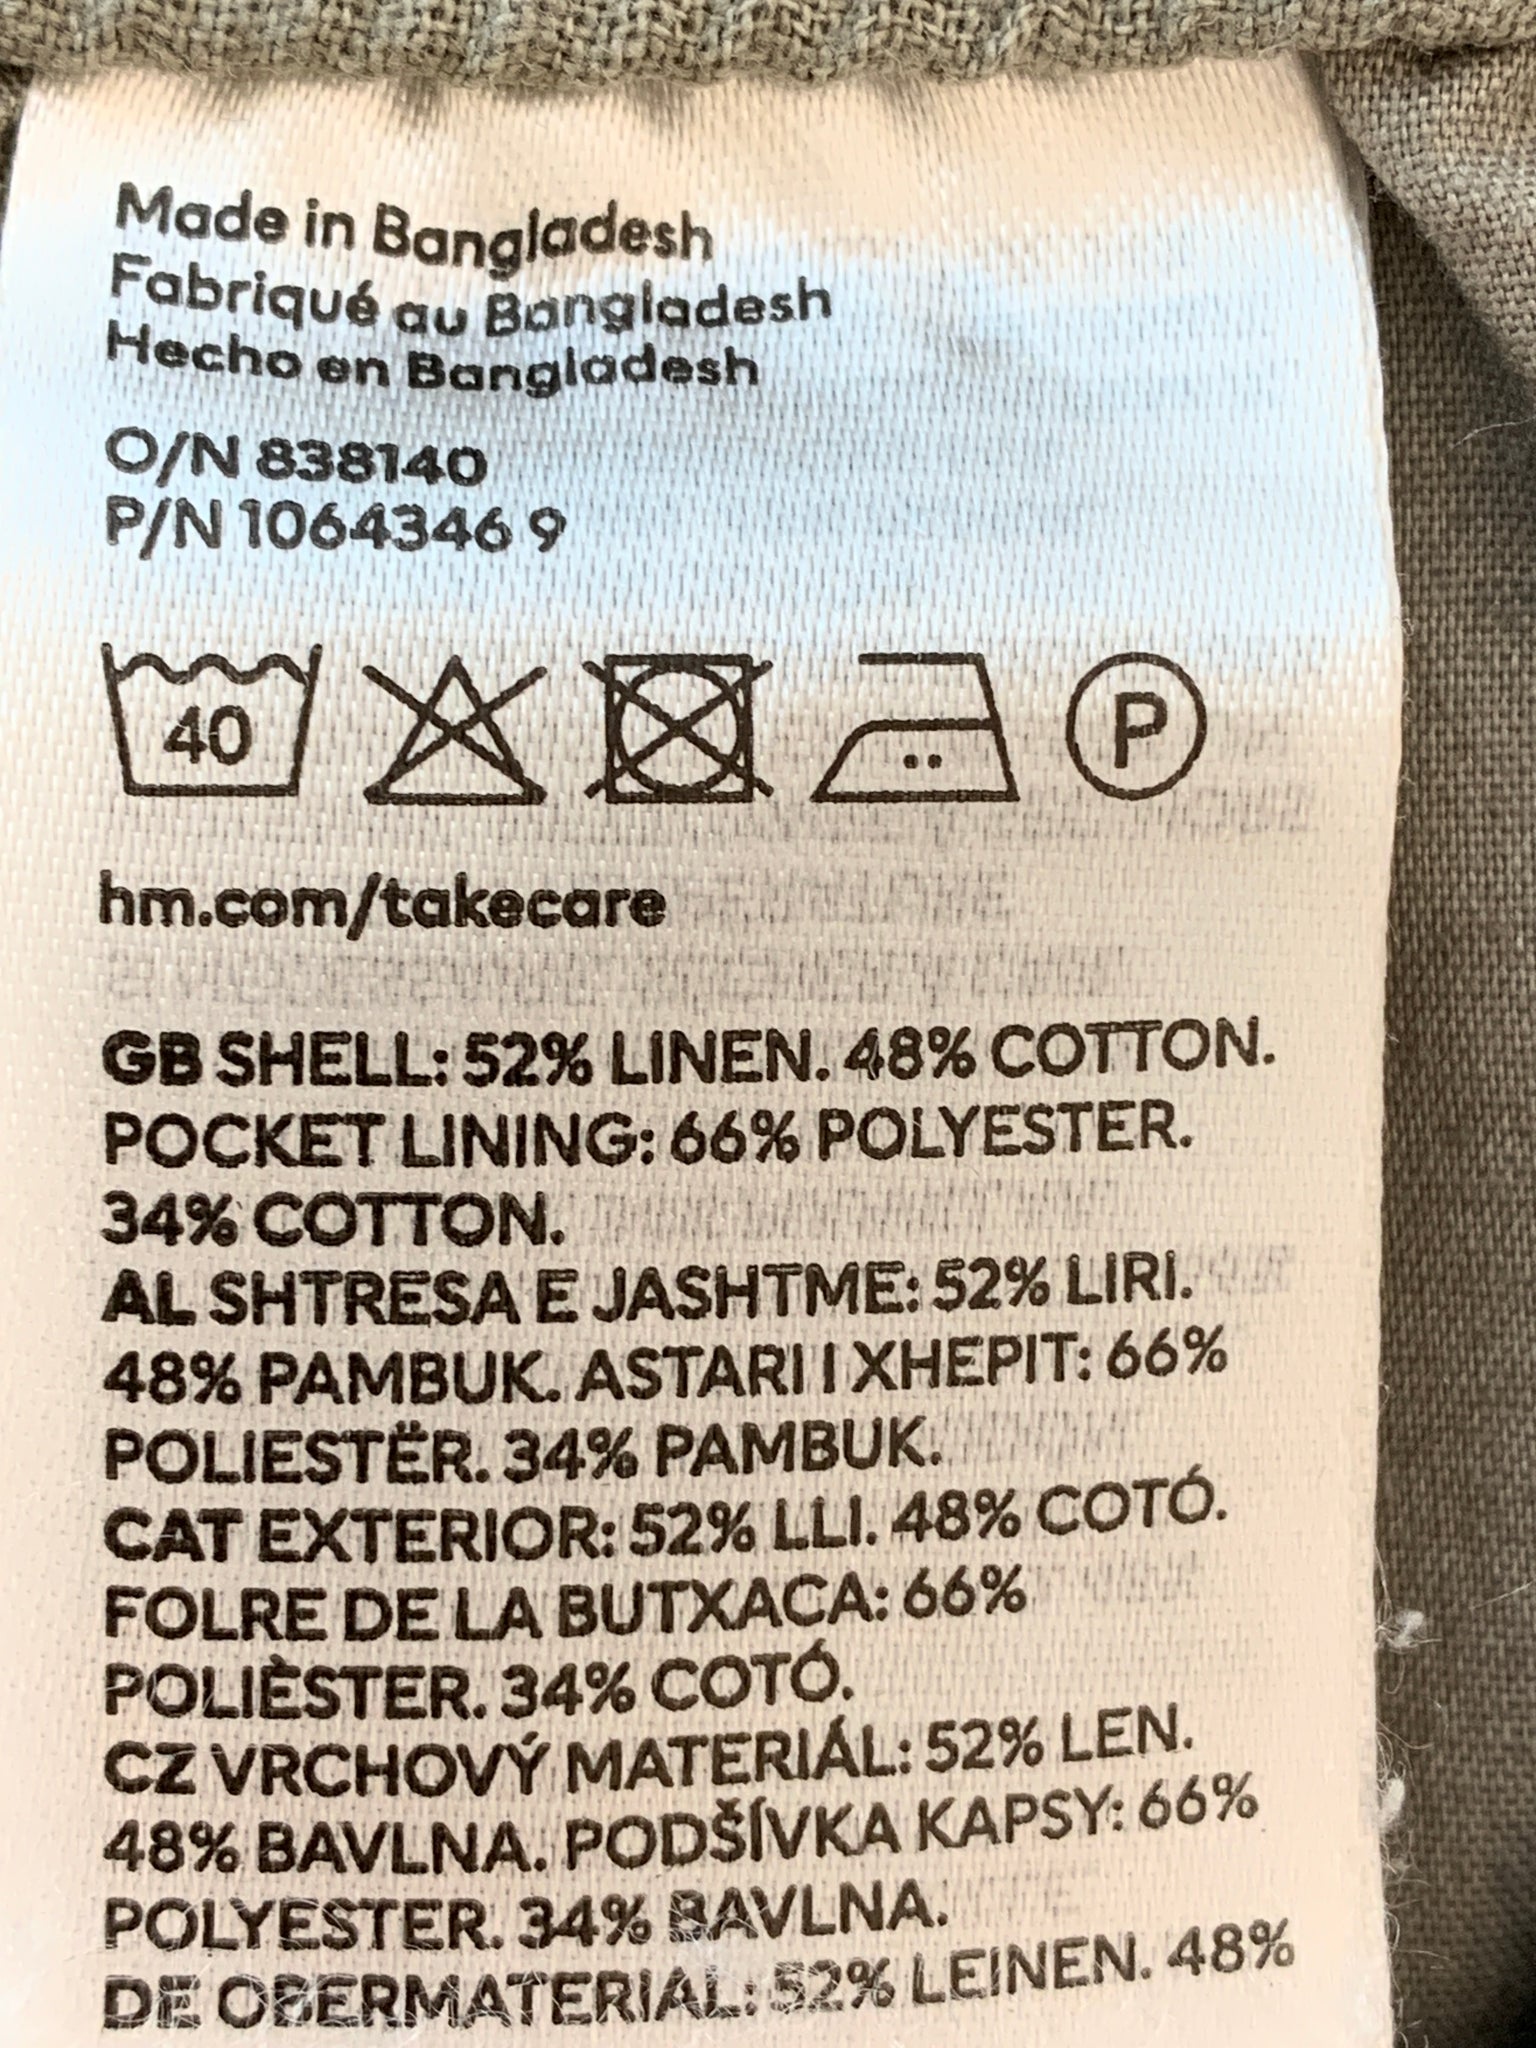 Made in Bangladesh
Fabriqué au Bangladesh
Hecho en Bangladesh
O/N 838140
P/N 1064346 9
40 P
hm.com/takecare
GB SHELL: 52% LINEN. 48% COTTON.
POCKET LINING: 66% POLYESTER.
34% COTTON.
AL SHTRESA E JASHTME: 52% LIRI.
48% PAMBUK. ASTARI I XHEPIT: 66%
POLIESTËR. 34% PAMBUK.
CAT EXTERIOR: 52% LLI. 48% COTÓ.
FOLRE DE LA BUTXACA: 66%
POLIÈSTER. 34% COTÓ.
CZ VRCHOVÝ MATERIÁL: 52% LEN.
48% BAVLNA. PODŠÍVKA KAPSY: 66%
POLYESTER. 34% BAVLNA.
DE OBERMATERIAL: 52% LEINEN. 48%